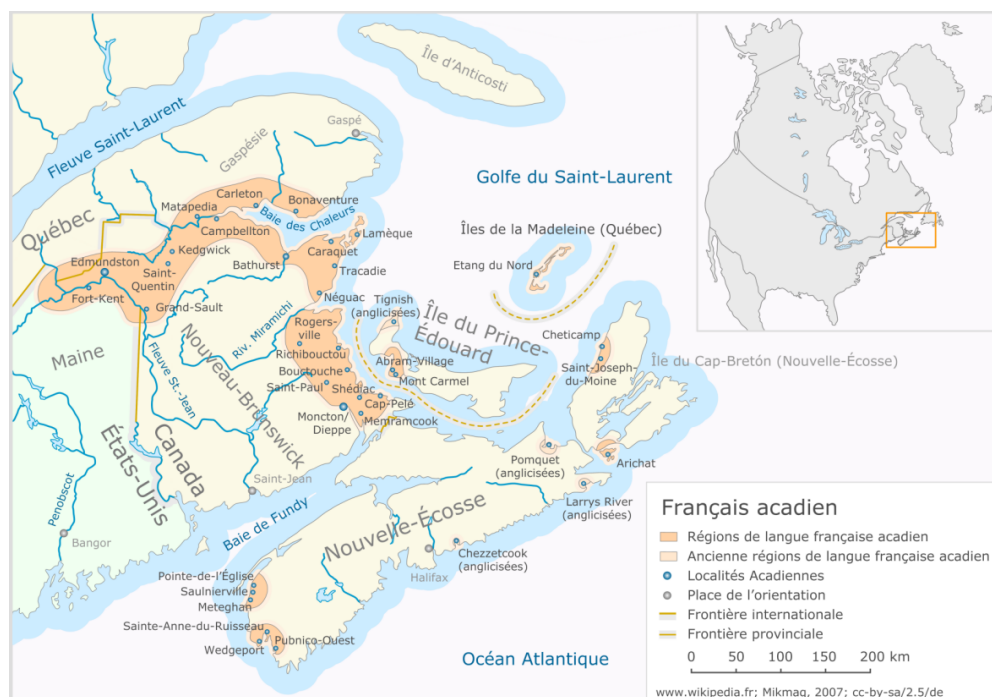 Île d'Anticosti
Fleuve Saint-Laurent
Gaspé
Gaspésie
Golfe du Saint-Laurent
Québec
Carleton
Matapedia
Bonaventure
Baie des Chaleurs
Campbellton
Lamèque
Îles de la Madeleine (Québec)
Kedgwick
Caraquet
Edmundston
Bathurst
Saint-
Quentin
Tracadie
Etang du Nord
Fort-Kent
Grand-Sault
Néguac
Tignish
(anglicisées)
Riv. Miramichi
Rogers-
ville
Île du Prince-
Édouard
Cheticamp
Maine
Richibouctou
Abram-Village
Saint-Joseph-
du-Moine
Île du Cap-Bretón (Nouvelle-Écosse)
Fleuve St.-Jean
Nouveau-Brunswick
Bourtouche
Mont Carmel
Saint-Paul
Shédiac
Cap-Pelé
Moncton/
Dieppe
Memramcook
États-Unis
Canada
Pomquet
(anglicisées)
Arichat
Saint-Jean
Penobscot
Larrys River
(anglicisées)
Bangor
Baie de Fundy
Nouvelle-Écosse
Chezzetcook
(anglicisées)
Halifax
Pointe-de-l'Église
Saulnierville
Meteghan
Sainte-Anne-du-Ruisseau
Pubnico-Ouest
Wedgeport
Océan Atlantique
Français acadien
Régions de langue française acadien
Ancienne régions de langue française acadien
Localités Acadiennes
Place de l'orientation
Frontière internationale
Frontière provinciale
0 50 100 150 200 km
www.wikipedia.fr; Mikmaq, 2007; cc-by-sa/2.5/de